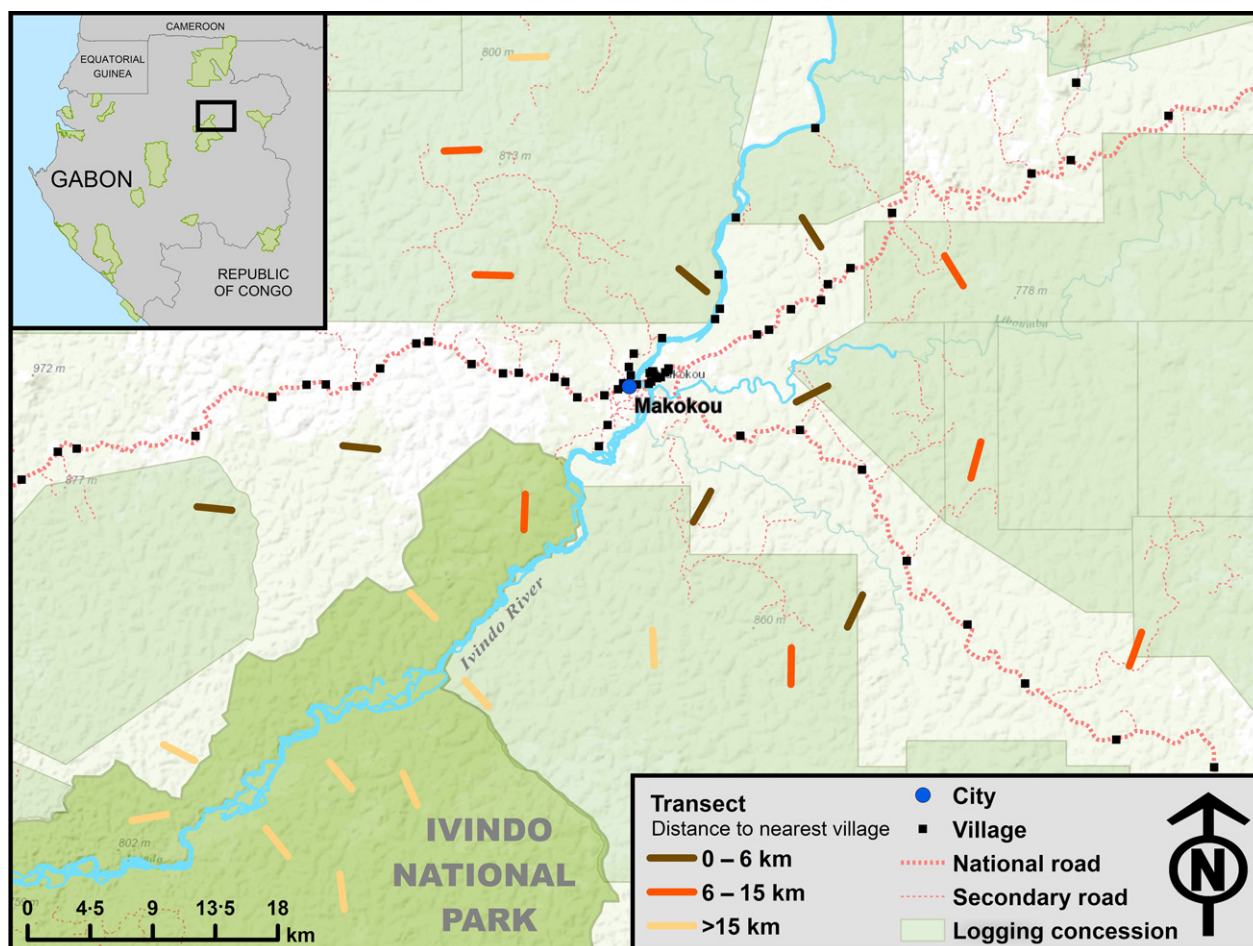 CAMEROON
EQUATORIAL
GUINEA
GABON
REPUBLIC
OF CONGO
800 m
813 m
778 m
Liboumba
972 m
Makokou
877 m
Ivindo River
860 m
802 m
Ivindo
IVINDO
NATIONAL
PARK
0 4·5 9 13·5 18
km
Transect
Distance to nearest village
0 – 6 km
6 – 15 km
>15 km
City
Village
National road
Secondary road
Logging concession
N